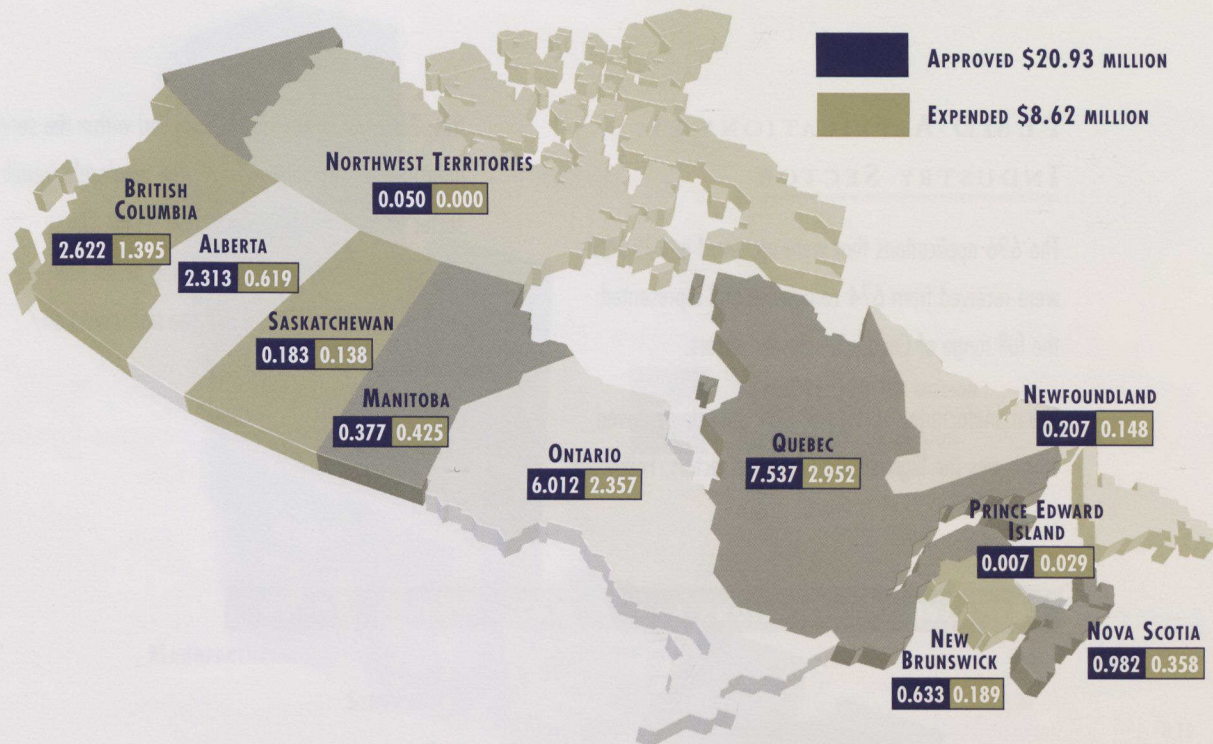 APPROVED $20.93 MILLION
EXPENDED $8.62 MILLION
NORTHWEST TERRITORIES
0.050 0.000
BRITISH
COLUMBIA
2.622 1.395
ALBERTA
2.313 0.619
SASKATCHEWAN
0.183 0.138
MANITOBA
0.377 0.425
ONTARIO
6.012 2.357
QUEBEC
7.537 2.952
NEWFOUNDLAND
0.207 0.148
PRINCE EDWARD
ISLAND
0.007 0.029
NEW
BRUNSWICK
0.633 0.189
NOVA SCOTIA
0.982 0.358